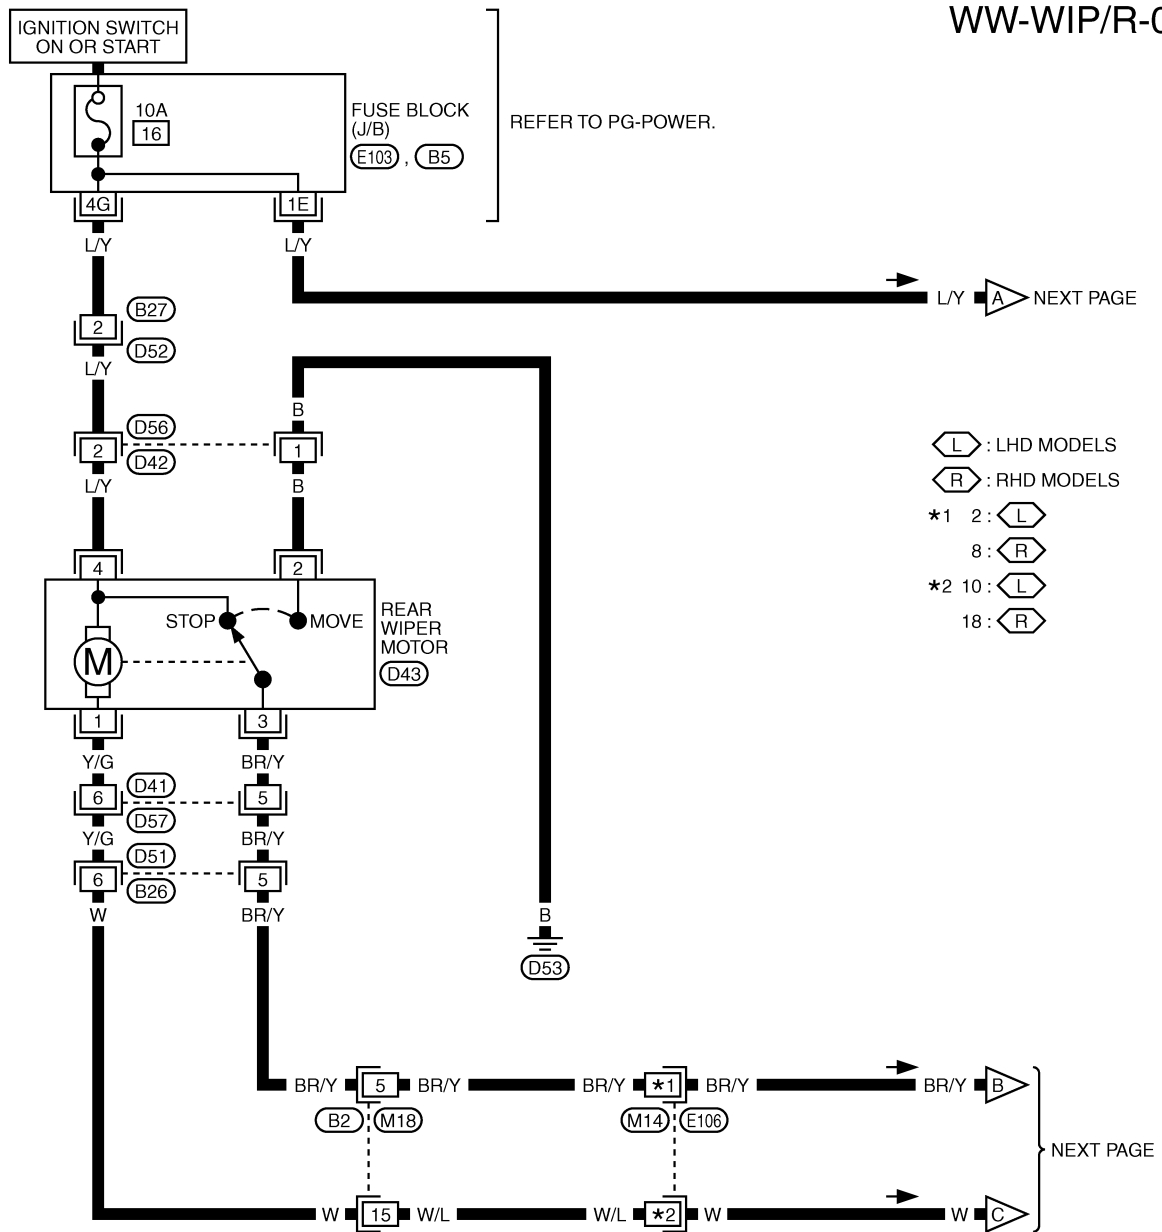 WW-WIP/R-0
IGNITION SWITCH
ON OR START
10A
16
FUSE BLOCK
(J/B)
E103 , B5
REFER TO PG-POWER.
4G
1E
L/Y
L/Y
L/Y
A
NEXT PAGE
B27
2
D52
L/Y
B
D56
2
1
D42
L/Y
B
L : LHD MODELS
R : RHD MODELS
*1 2 : L
8 : R
*2 10 : L
18 : R
4
2
STOP
MOVE
M
REAR
WIPER
MOTOR
D43
1
3
Y/G
BR/Y
D41
6
5
D57
Y/G
BR/Y
D51
6
5
B26
W
BR/Y
B
D53
BR/Y
5
BR/Y
BR/Y
*1
BR/Y
BR/Y
B
B2
M18
M14
E106
NEXT PAGE
W
15
W/L
W/L
*2
W
W
C